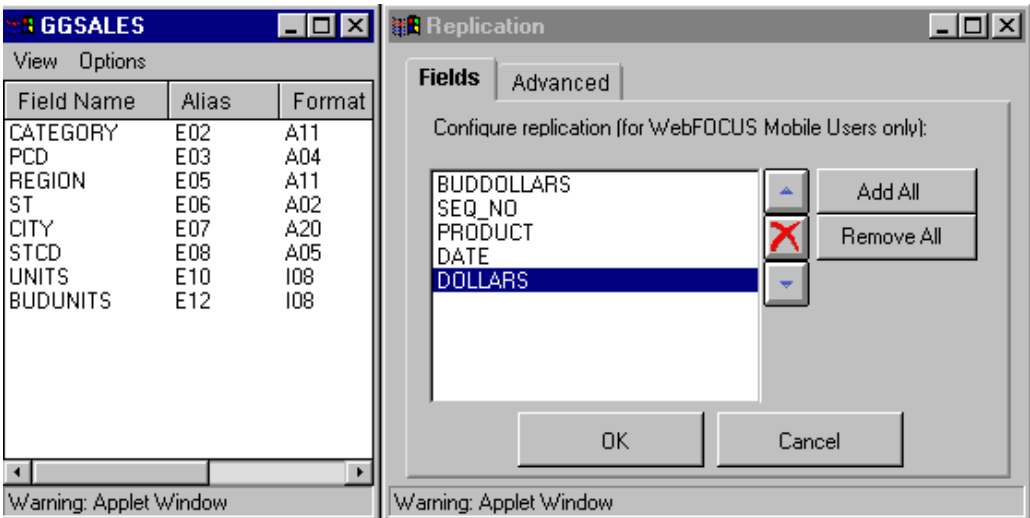 GGSALES
View Options
Field Name Alias Format
CATEGORY E02 A11
PCD E03 A04
REGION E05 A11
ST E06 A02
CITY E07 A20
STCD E08 A05
UNITS E10 I08
BUDUNITS E12 I08
Warning: Applet Window
Replication
Fields Advanced
Configure replication (for WebFOCUS Mobile Users only):
BUDDOLLARS
SEQ_NO
PRODUCT
DATE
DOLLARS
Add All
Remove All
OK Cancel
Warning: Applet Window